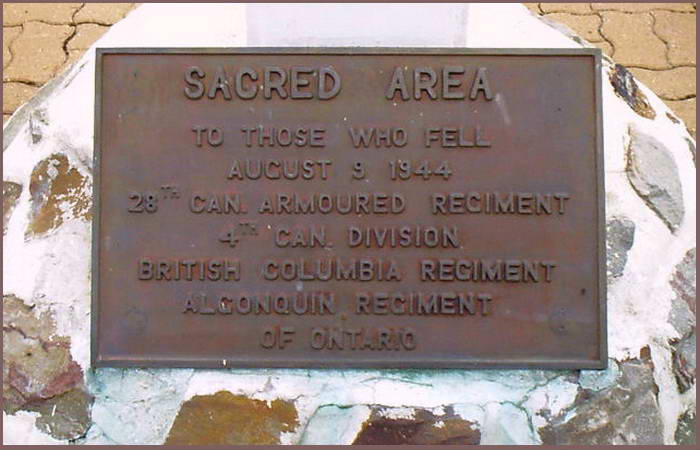 SACRED AREA
TO THOSE WHO FELL
AUGUST 9, 1944
28TH CAN. ARMOURED REGIMENT
4TH CAN. DIVISION
BRITISH COLUMBIA REGIMENT
ALGONQUIN REGIMENT
OF ONTARIO